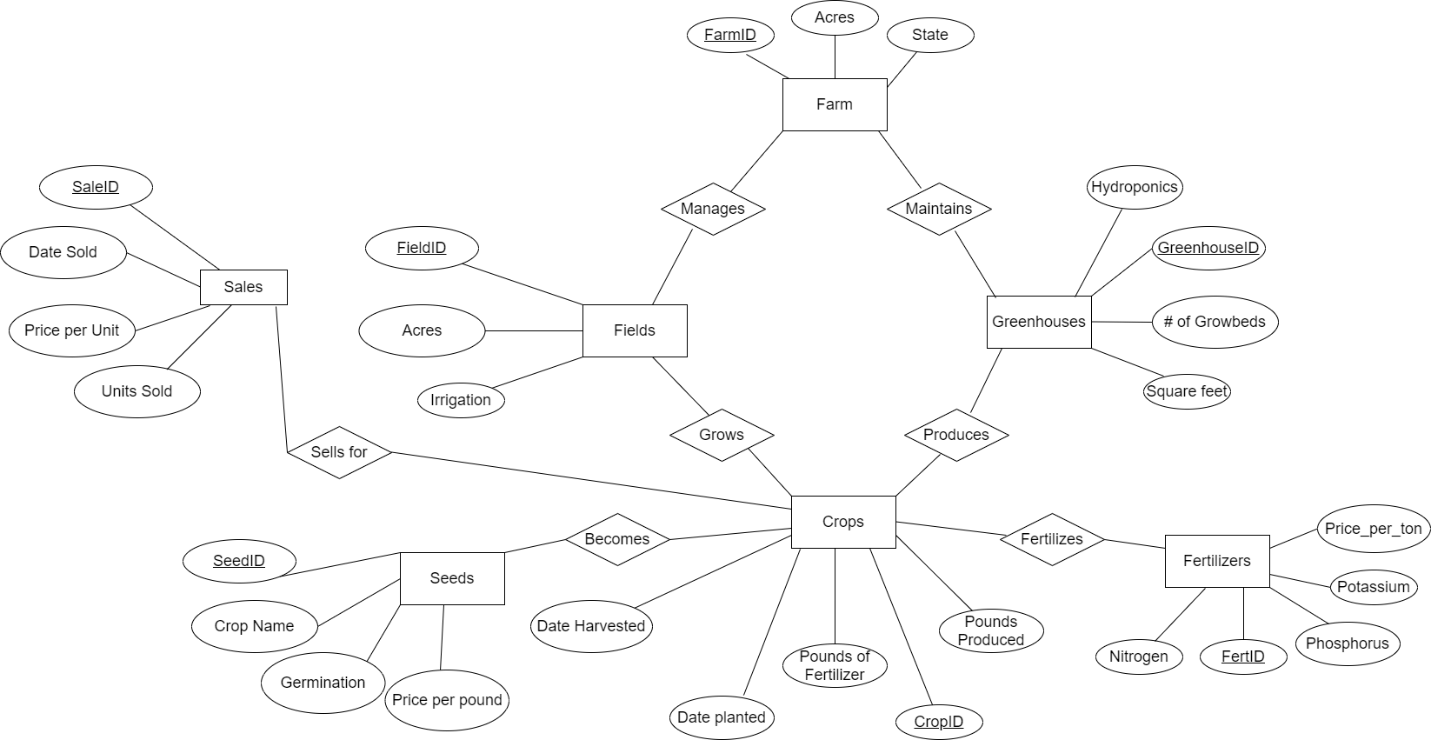 Acres
FarmID
State
Farm
SaleID
Hydroponics
Manages
Maintains
FieldID
GreenhouseID
Date Sold
Sales
Price per Unit
Acres
Fields
Greenhouses
# of Growbeds
Units Sold
Irrigation
Square feet
Grows
Produces
Sells for
Crops
Price_per_ton
Becomes
Fertilizes
SeedID
Seeds
Fertilizers
Potassium
Crop Name
Date Harvested
Pounds
Produced
Phosphorus
Nitrogen
FertID
Pounds of
Fertilizer
Germination
Price per pound
Date planted
CropID